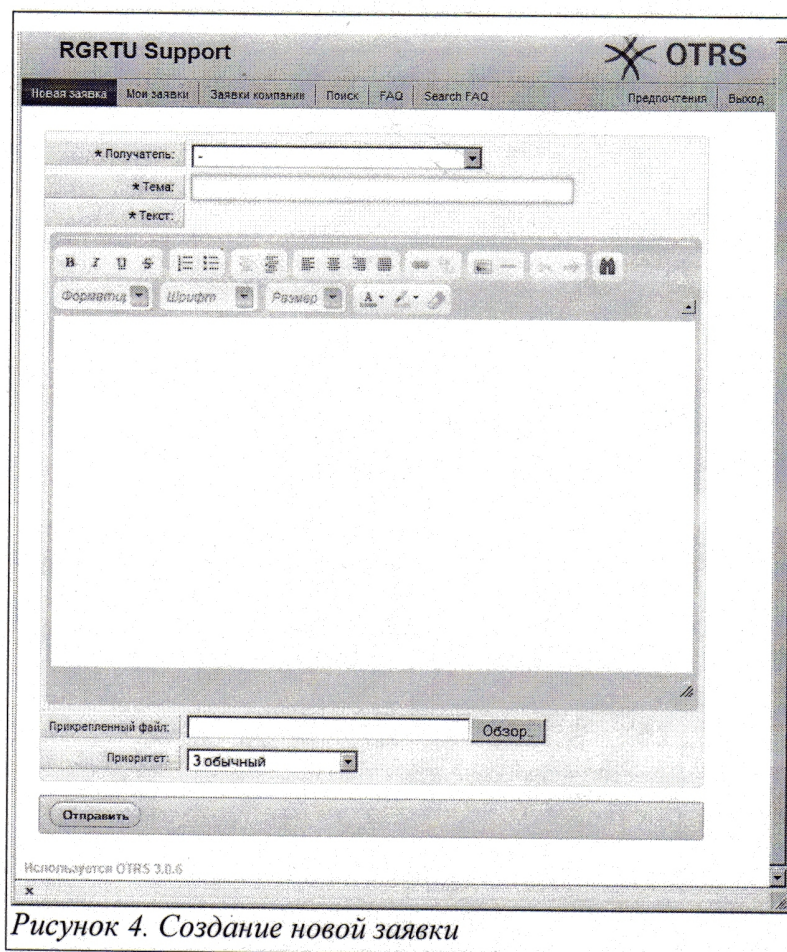 RGRTU Support OTRS
Новая заявка Мои заявки Заявки компании Поиск FAQ Search FAQ Предпочтения Выход
* Получатель: -
* Тема:
* Текст:
B I U S
Форматир Шрифт Размер A
Прикрепленный файл: Обзор...
Приоритет: 3 обычный
Отправить
Используется OTRS 3.0.6
x
Рисунок 4. Создание новой заявки